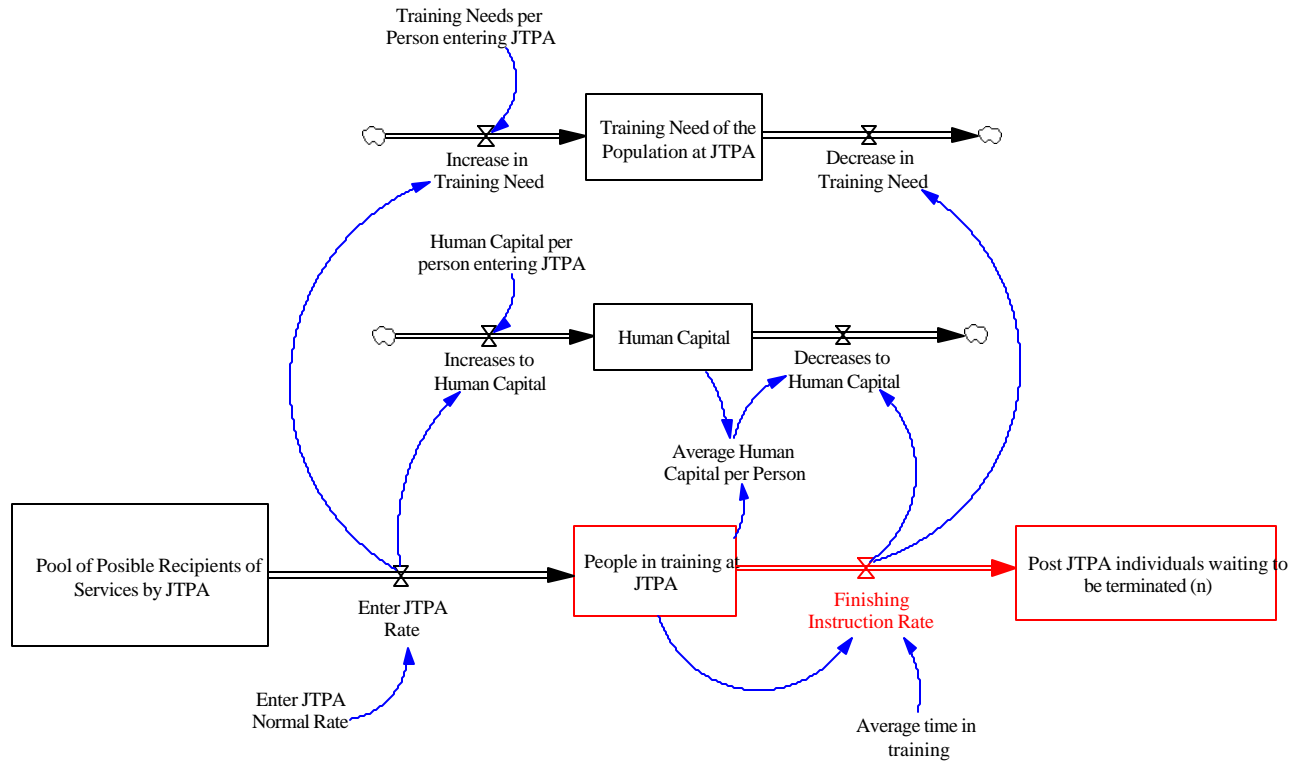 Training Needs per
Person entering JTPA
Training Need of the
Population at JTPA
Increase in
Training Need
Decrease in
Training Need
Human Capital per
person entering JTPA
Human Capital
Increases to
Human Capital
Decreases to
Human Capital
Average Human
Capital per Person
Pool of Posible Recipients of
Services by JTPA
People in training at
JTPA
Post JTPA individuals waiting to
be terminated (n)
Enter JTPA
Rate
Finishing
Instruction Rate
Enter JTPA
Normal Rate
Average time in
training